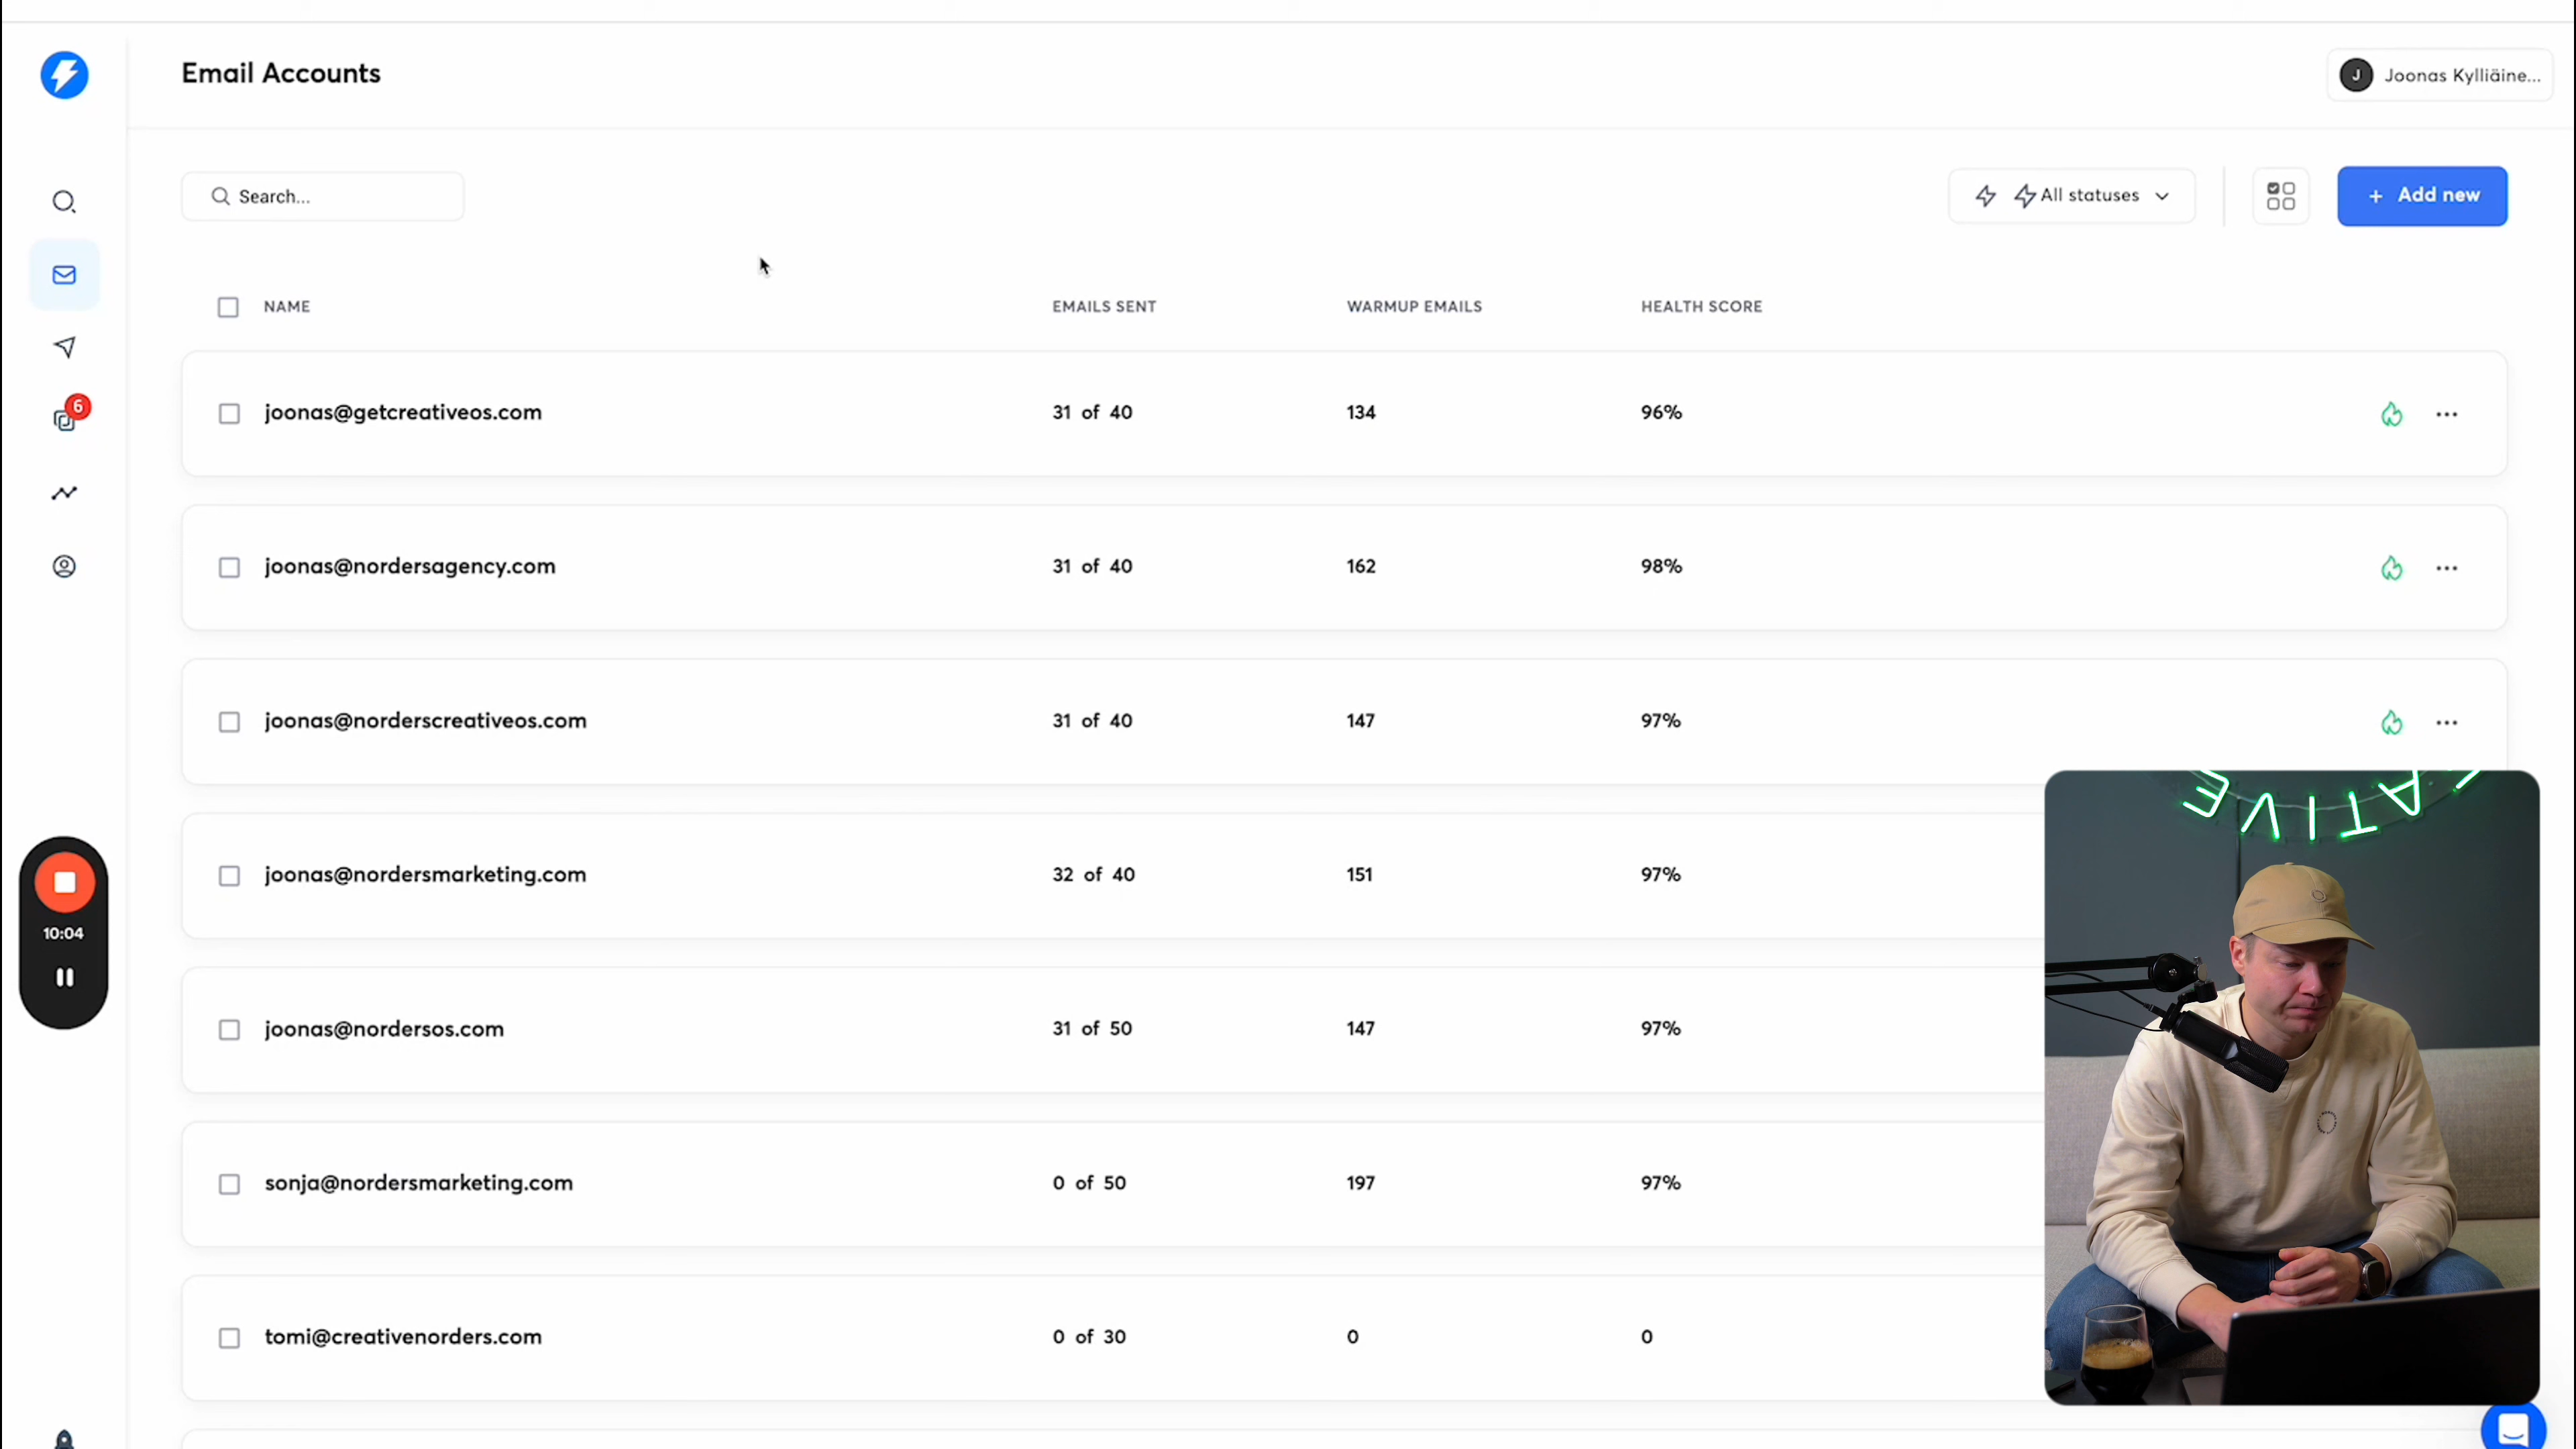 Email Accounts
J Joonas Kylliäine...
Search...
All statuses
+ Add new
NAME EMAILS SENT WARMUP EMAILS HEALTH SCORE
joonas@getcreativeos.com 31 of 40 134 96%
6
joonas@nordersagency.com 31 of 40 162 98%
joonas@norderscreativeos.com 31 of 40 147 97%
joonas@nordersmarketing.com 32 of 40 151 97%
10:04
joonas@nordersos.com 31 of 50 147 97%
sonja@nordersmarketing.com 0 of 50 197 97%
tomi@creativenorders.com 0 of 30 0 0